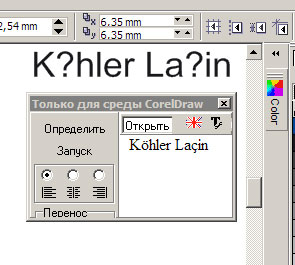 2,54 mm
6,35 mm
6,35 mm
K?hler La?in
Только для среды CorelDraw
Определить
Открыть
Köhler Laçin
Запуск
Перенос
Color